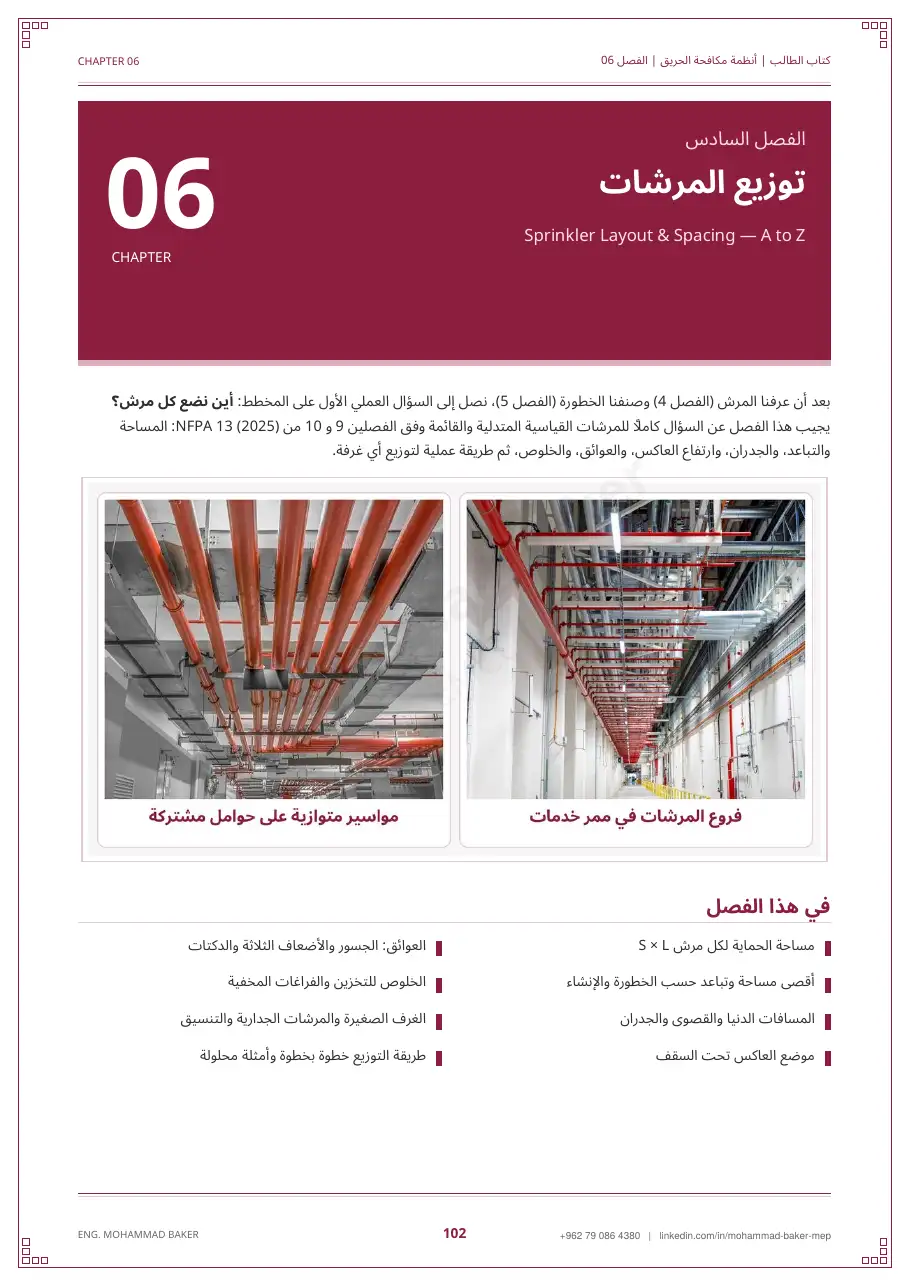 كتاب الطالب | أنظمة مكافحة الحريق | الفصل 06
CHAPTER 06
الفصل السادس
توزيع المرشات
Sprinkler Layout & Spacing — A to Z
06
CHAPTER
بعد أن عرفنا المرش (الفصل 4) وصنفنا الخطورة (الفصل 5)، نصل إلى السؤال العملي الأول على المخطط: أين نضع كل مرش؟
يجيب هذا الفصل عن السؤال كاملًا للمرشات القياسية المتدلية والقائمة وفق الفصلين 9 و 10 من NFPA 13 (2025): المساحة
والتباعد، والجدران، وارتفاع العاكس، والعوائق، والخلوص، ثم طريقة عملية لتوزيع أي غرفة.
فروع المرشات في ممر خدمات
مواسير متوازية على حوامل مشتركة
في هذا الفصل
مساحة الحماية لكل مرش S × L
أقصى مساحة وتباعد حسب الخطورة والإنشاء
المسافات الدنيا والقصوى والجدران
موضع العاكس تحت السقف
العوائق: الجسور والأضعاف الثلاثة والدكتات
الخلوص للتخزين والفراغات المخفية
الغرف الصغيرة والمرشات الجدارية والتنسيق
طريقة التوزيع خطوة بخطوة وأمثلة محلولة
ENG. MOHAMMAD BAKER
102
+962 79 086 4380 | linkedin.com/in/mohammad-baker-mep